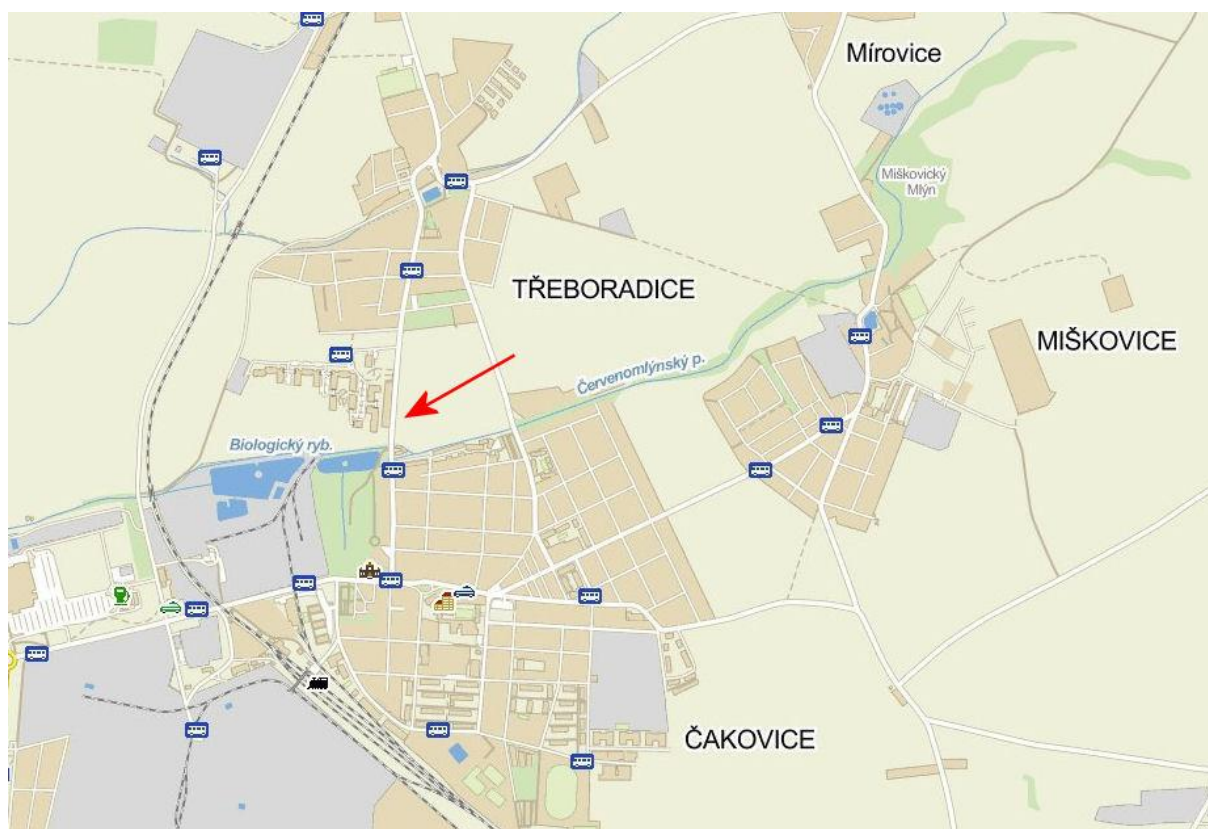 Mírovice
Miškovický
Mlýn
TŘEBORADICE
MIŠKOVICE
Červenomlýnský p.
Biologický ryb.
ČAKOVICE